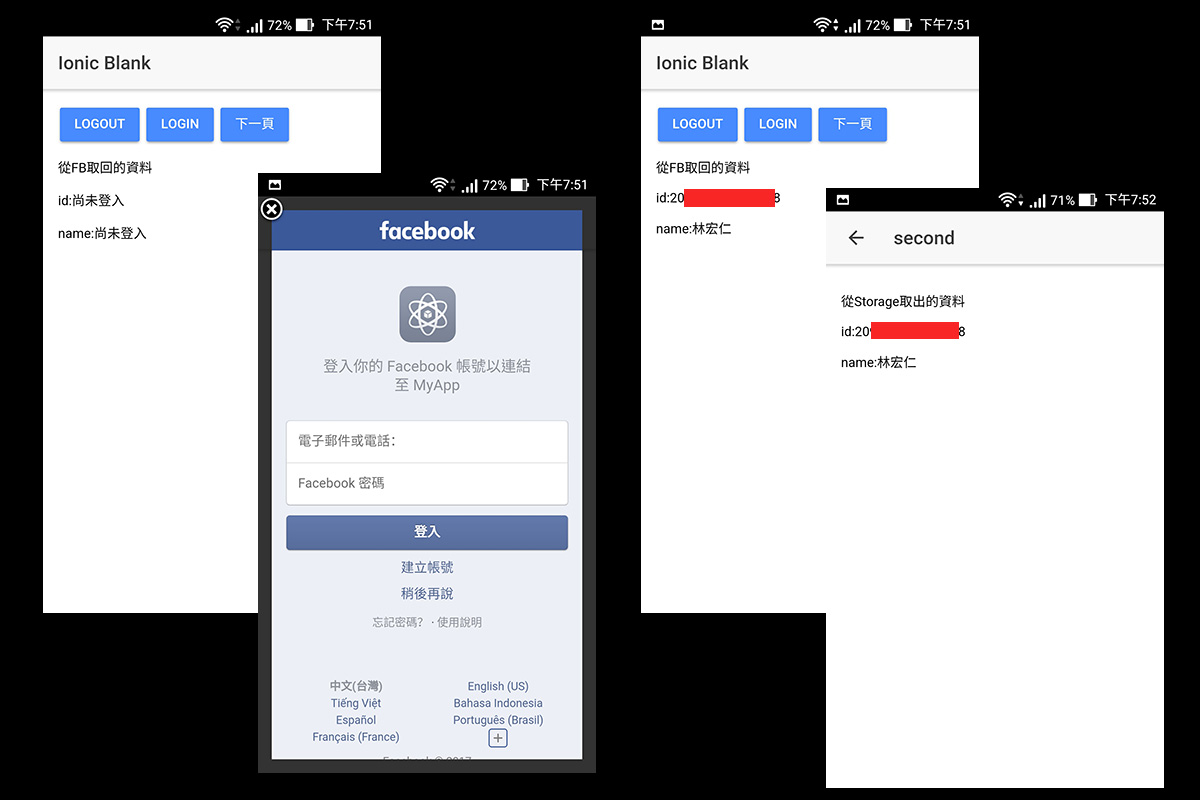 72% 下午7:51
Ionic Blank
LOGOUT LOGIN 下一頁
從FB取回的資料
id:尚未登入
name:尚未登入
72% 下午7:51
facebook
登入你的 Facebook 帳號以連結
至 MyApp
電子郵件或電話:
Facebook 密碼
登入
建立帳號
稍後再說
忘記密碼? · 使用說明
中文(台灣) English (US)
Tiếng Việt Bahasa Indonesia
Español Português (Brasil)
Français (France) +
Facebook © 2017
72% 下午7:51
Ionic Blank
LOGOUT LOGIN 下一頁
從FB取回的資料
id:20 8
name:林宏仁
71% 下午7:52
second
從Storage取出的資料
id:20 8
name:林宏仁